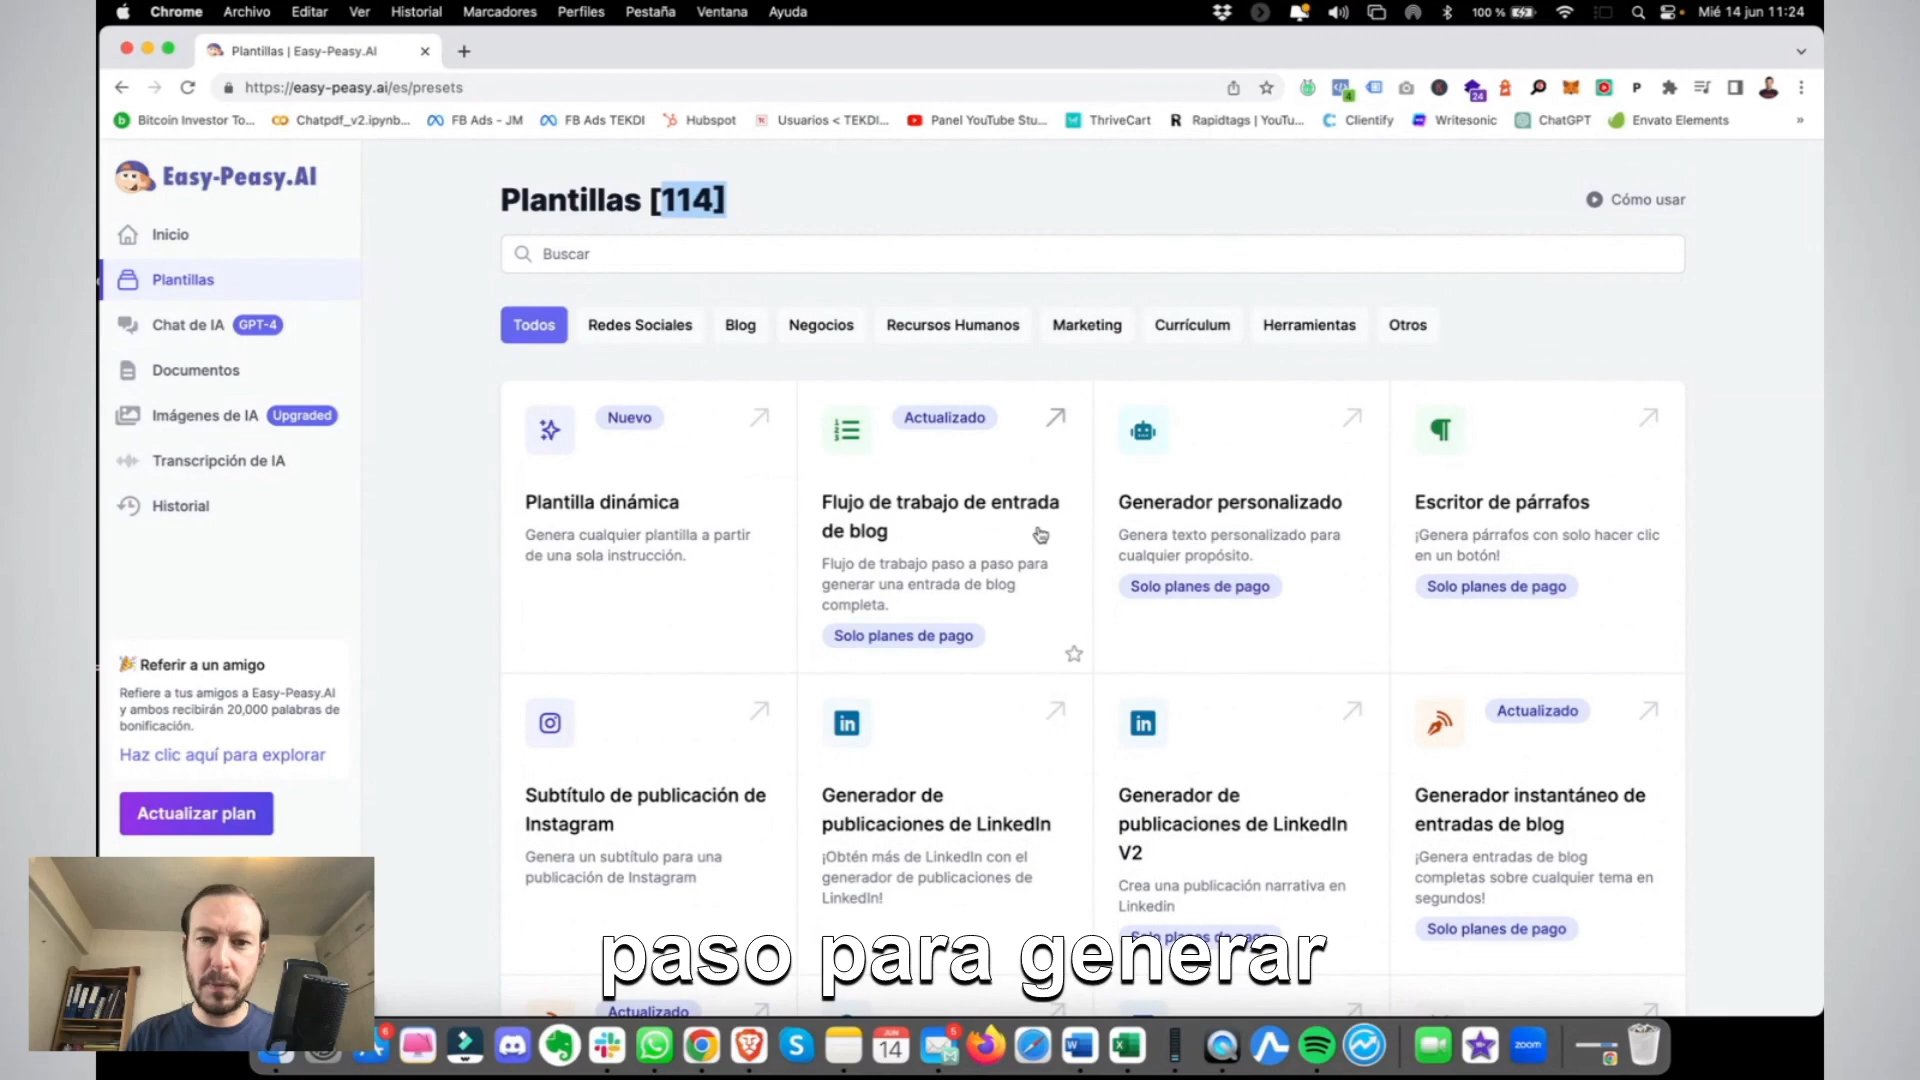 Chrome Archivo Editar Ver Historial Marcadores Perfiles Pestaña Ventana Ayuda 100 % Mié 14 jun 11:24
Plantillas | Easy-Peasy.AI
https://easy-peasy.ai/es/presets
Bitcoin Investor To... Chatpdf_v2.ipynb... FB Ads - JM FB Ads TEKDI Hubspot Usuarios < TEKDI... Panel YouTube Stu... ThriveCart Rapidtags | YouTu... Clientify Writesonic ChatGPT Envato Elements »
Easy-Peasy.AI
Inicio
Plantillas
Chat de IA GPT-4
Documentos
Imágenes de IA Upgraded
Transcripción de IA
Historial
Referir a un amigo
Refiere a tus amigos a Easy-Peasy.AI
y ambos recibirán 20,000 palabras de
bonificación.
Haz clic aquí para explorar
Actualizar plan
Plantillas [114]
Cómo usar
Buscar
Todos Redes Sociales Blog Negocios Recursos Humanos Marketing Currículum Herramientas Otros
Nuevo
Plantilla dinámica
Genera cualquier plantilla a partir
de una sola instrucción.
Actualizado
Flujo de trabajo de entrada
de blog
Flujo de trabajo paso a paso para
generar una entrada de blog
completa.
Solo planes de pago
Generador personalizado
Genera texto personalizado para
cualquier propósito.
Solo planes de pago
Escritor de párrafos
¡Genera párrafos con solo hacer clic
en un botón!
Solo planes de pago
Subtítulo de publicación de
Instagram
Genera un subtítulo para una
publicación de Instagram
Generador de
publicaciones de LinkedIn
¡Obtén más de LinkedIn con el
generador de publicaciones de
LinkedIn!
Generador de
publicaciones de LinkedIn
V2
Crea una publicación narrativa en
Linkedin
Solo planes de pago
Actualizado
Generador instantáneo de
entradas de blog
¡Genera entradas de blog
completas sobre cualquier tema en
segundos!
Solo planes de pago
Actualizado
paso para generar
JUN
14
zoom